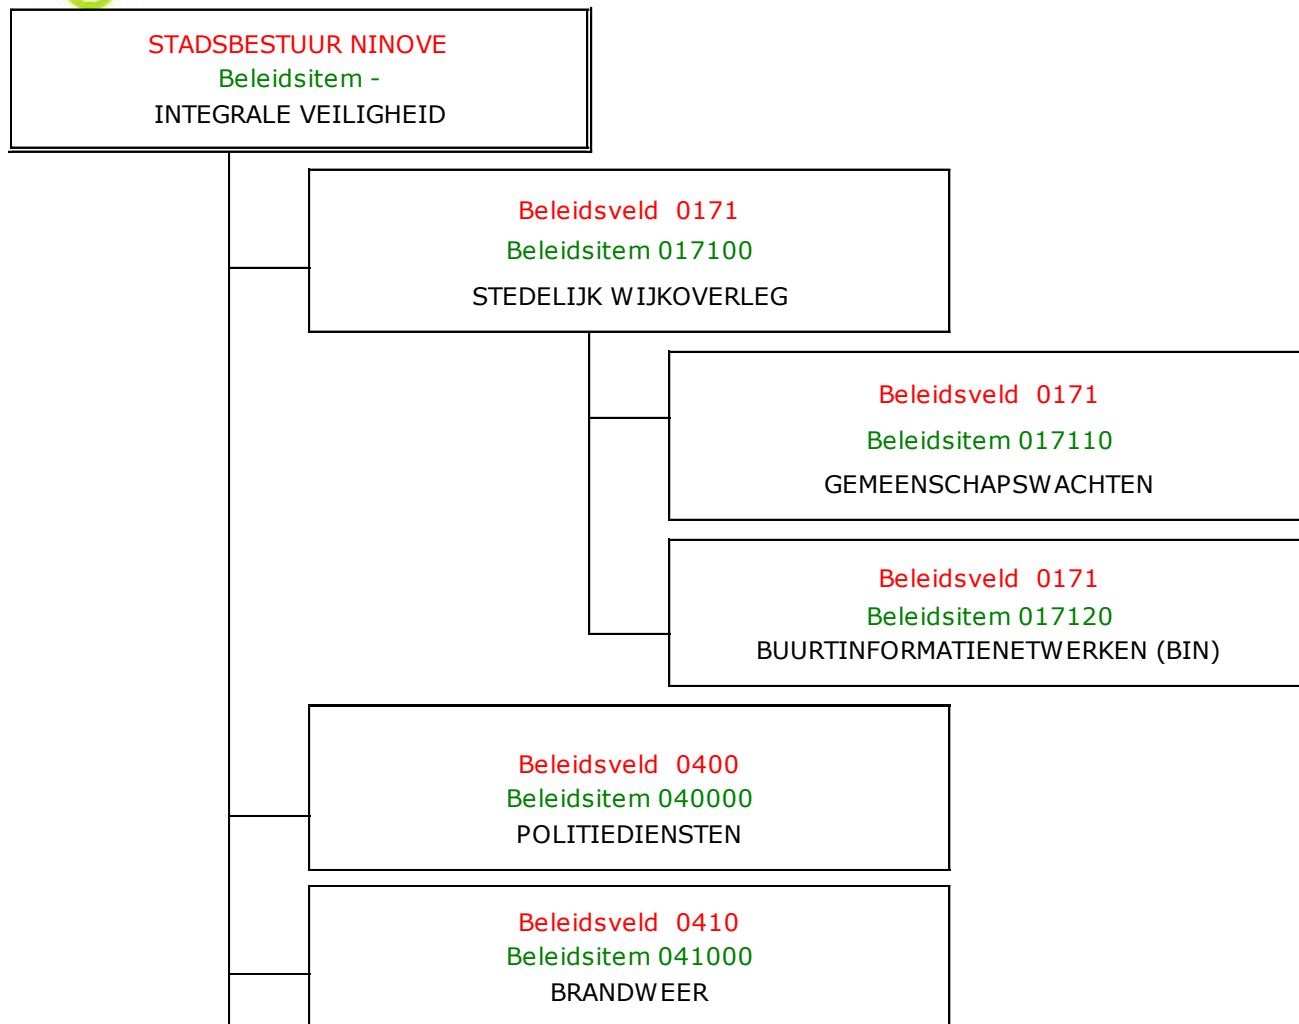 STADSBESTUUR NINOVE
Beleidsitem -
INTEGRALE VEILIGHEID
Beleidsveld 0171
Beleidsitem 017100
STEDELIJK WIJKOVERLEG
Beleidsveld 0171
Beleidsitem 017110
GEMEENSCHAPSWACHTEN
Beleidsveld 0171
Beleidsitem 017120
BUURTINFORMATIENETWERKEN (BIN)
Beleidsveld 0400
Beleidsitem 040000
POLITIEDIENSTEN
Beleidsveld 0410
Beleidsitem 041000
BRANDWEER